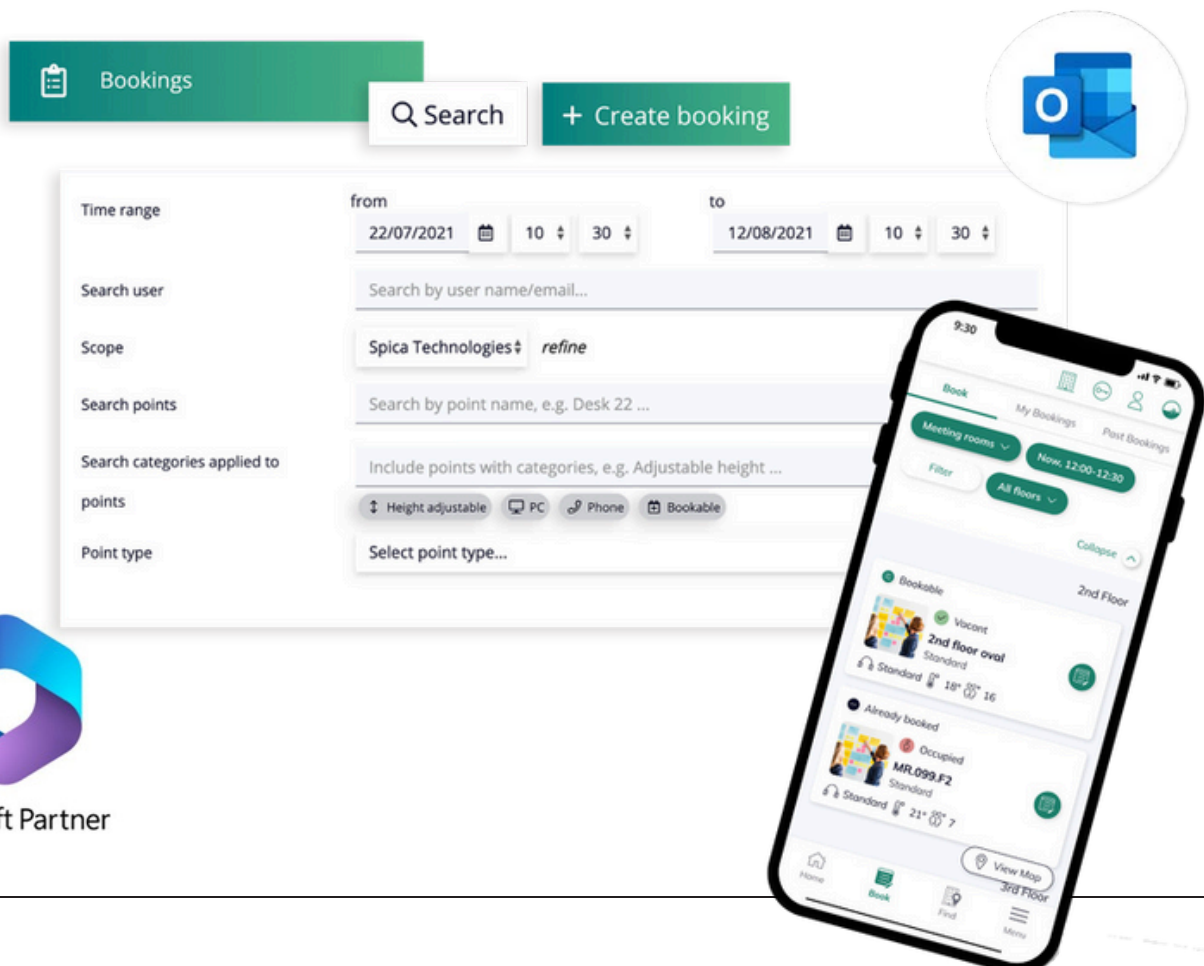 Bookings
Search
+ Create booking
O
Time range
from
to
22/07/2021 10 30
12/08/2021 10 30
Search user
Search by user name/email...
Scope
Spica Technologies refine
Search points
Search by point name, e.g. Desk 22 ...
Search categories applied to
points
Include points with categories, e.g. Adjustable height ...
Height adjustable PC Phone Bookable
Point type
Select point type...
ft Partner
9:30
Book My Bookings Past Bookings
Meeting rooms Now, 12:00-12:30
Filter All floors
Collapse
2nd Floor
Bookable
Vacant
2nd floor oval
Standard
Standard 18° 16
Already booked
Occupied
MR.099.F2
Standard
Standard 21° 7
View Map
3rd Floor
Home Book Find Menu